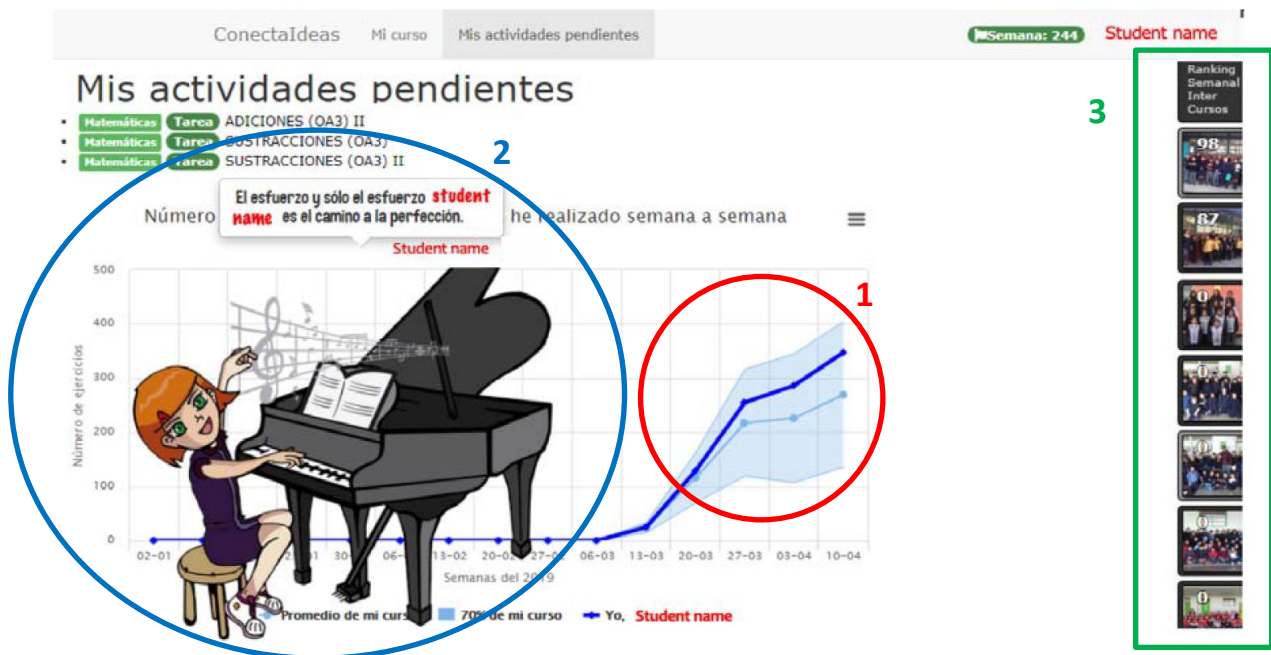 ConectaIdeas Mi curso Mis actividades pendientes Semana: 244 Student name
Mis actividades pendientes
Matemáticas Tarea ADICIONES (OA3) II
Matemáticas Tarea SUSTRACCIONES (OA3)
Matemáticas Tarea SUSTRACCIONES (OA3) II
2
El esfuerzo y sólo el esfuerzo student
name es el camino a la perfección.
Número he realizado semana a semana
Student name
1
500
400
300
200
100
0
Número de ejercicios
02-01 30- 06- 13-02 20-02 27-02 06-03 13-03 20-03 27-03 03-04 10-04
Semanas del 2019
Promedio de mi curs 70% de mi curso Yo, Student name
3
Ranking
Semanal
Inter
Cursos
98
87
0
0
0
0
0